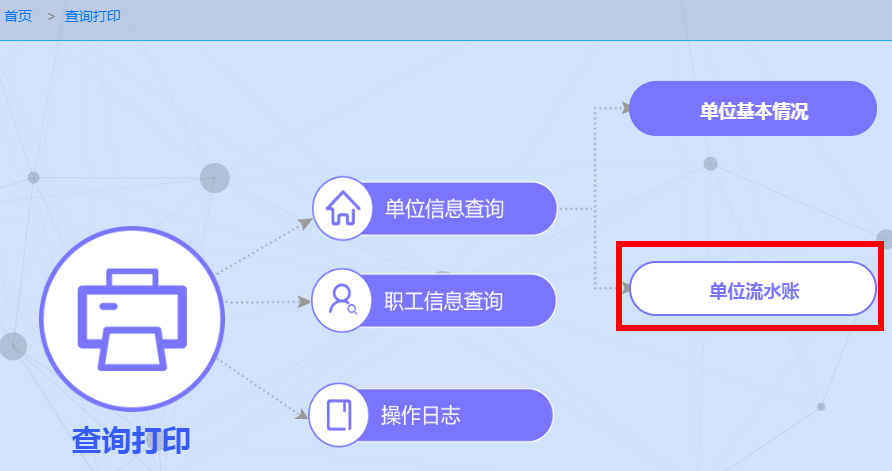 首页 > 查询打印
单位基本情况
单位信息查询
单位流水账
职工信息查询
操作日志
查询打印